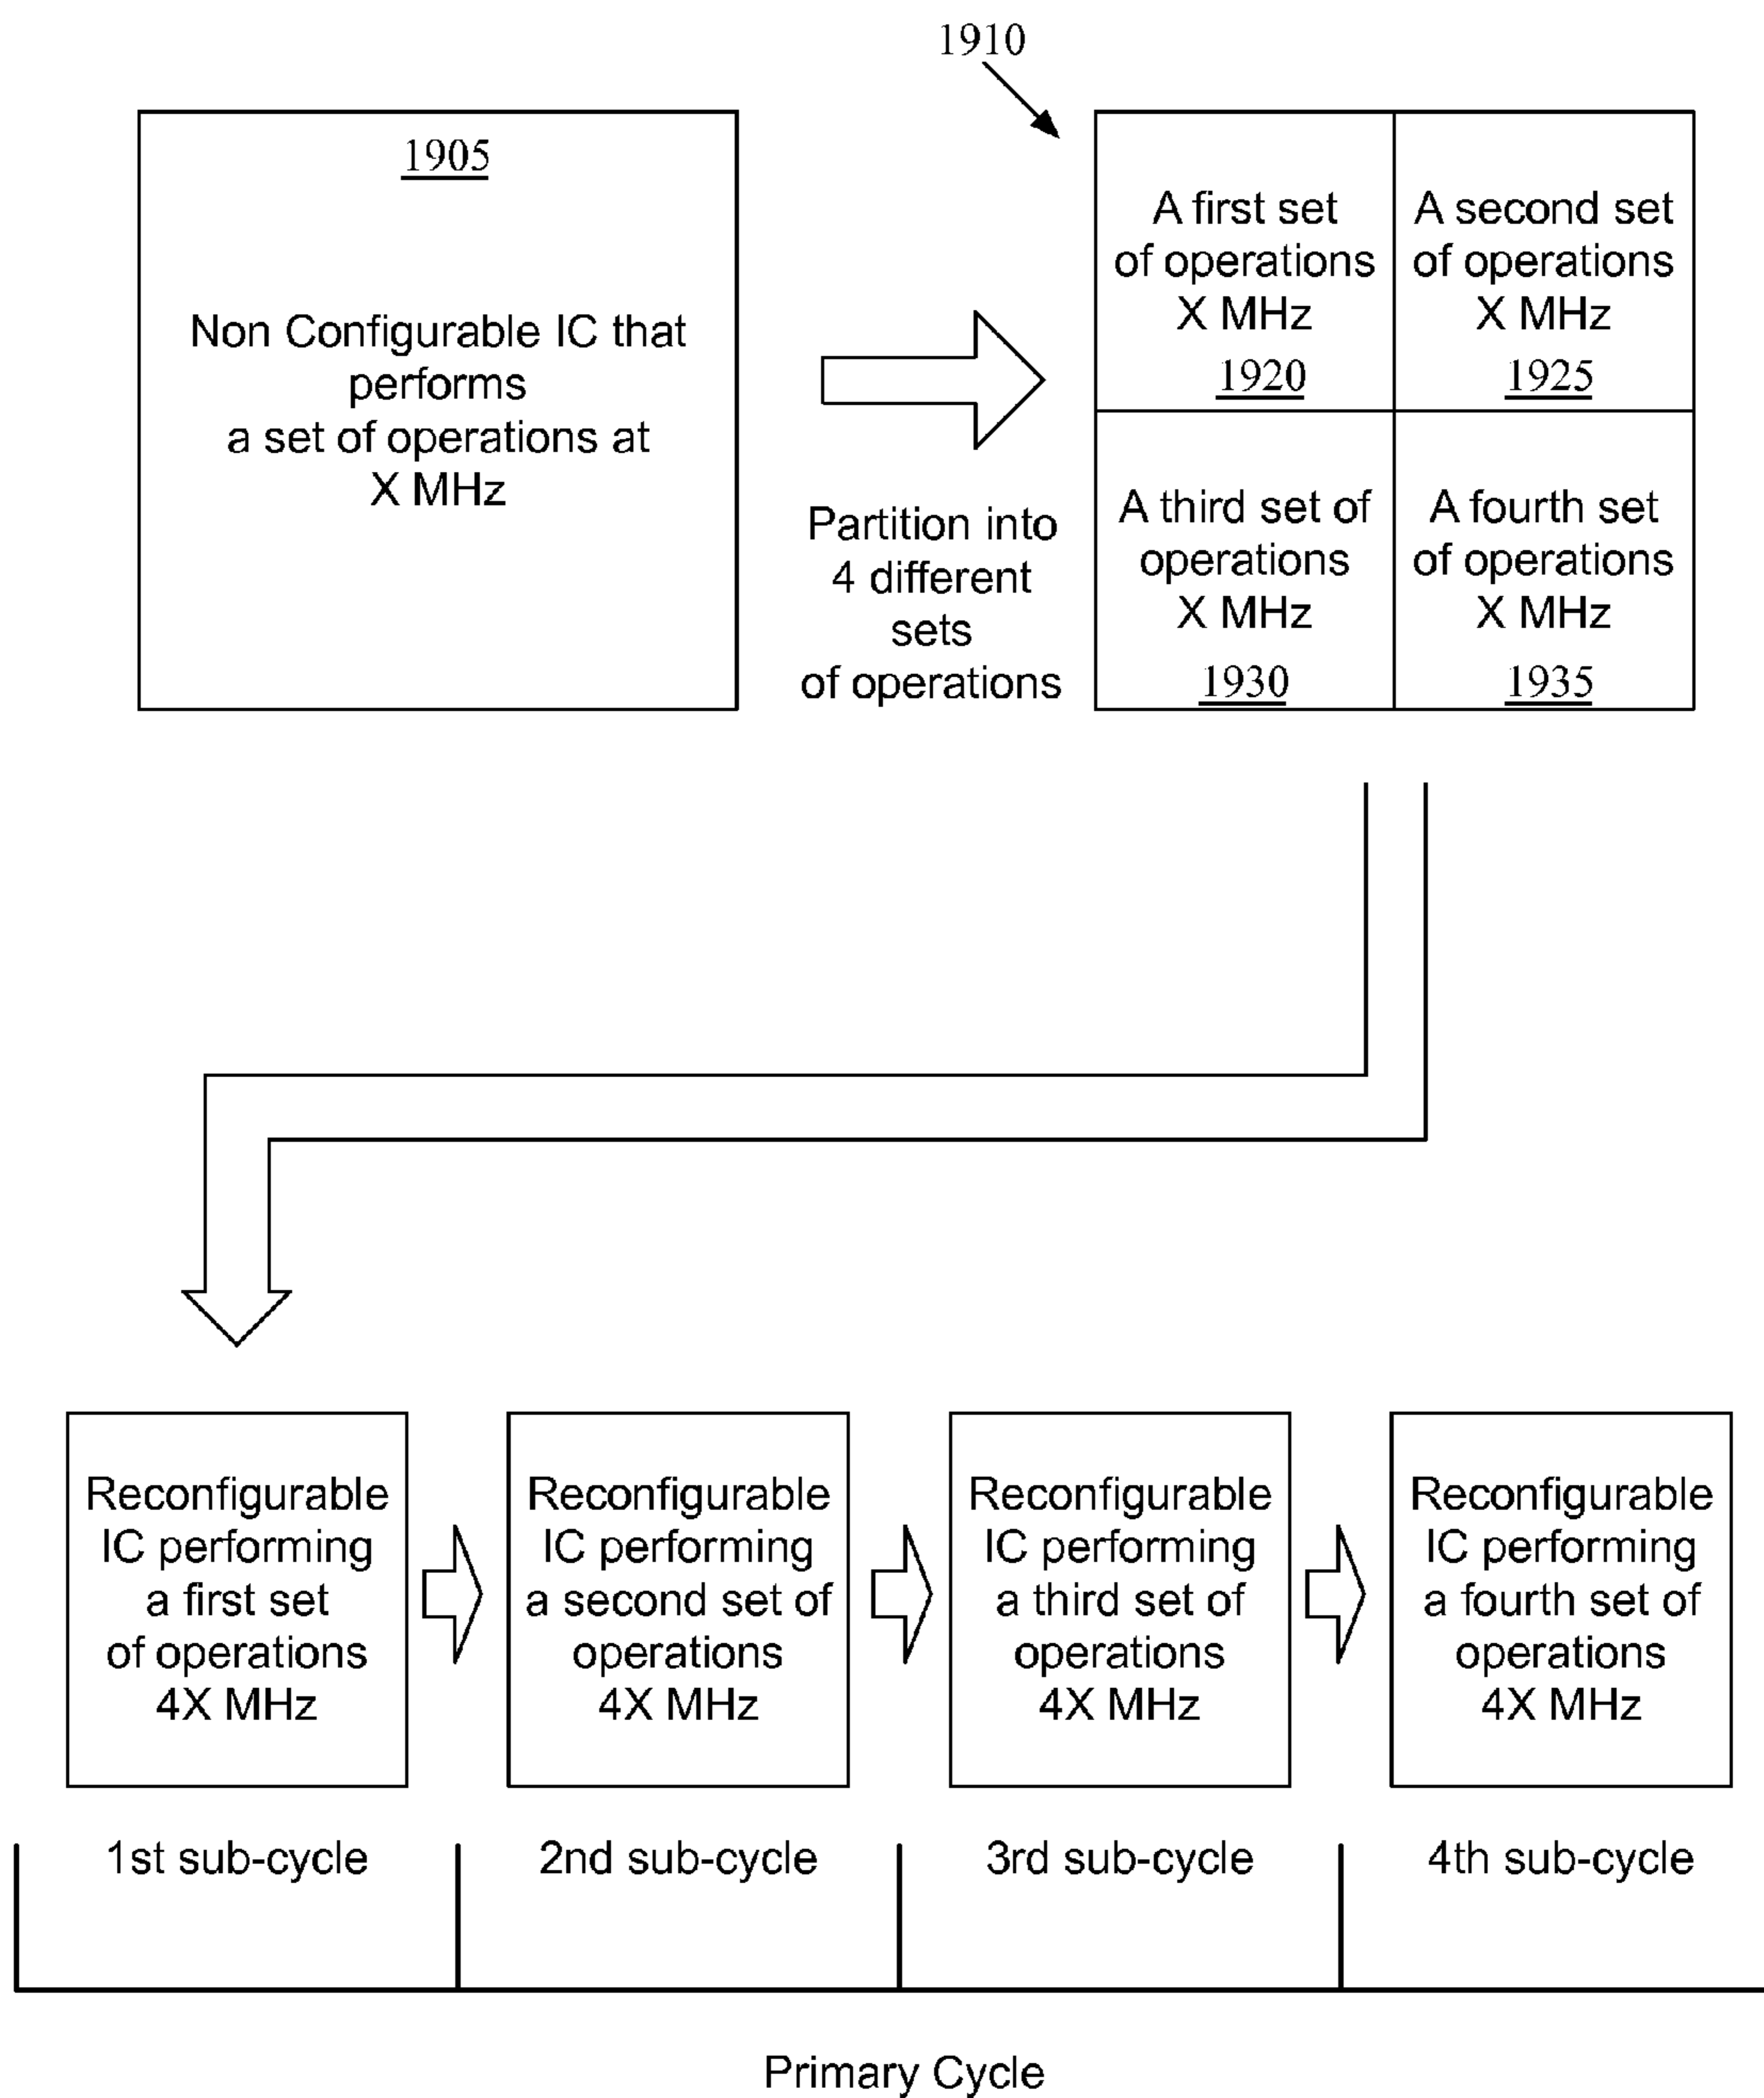 1910
1905
Non Configurable IC that
performs
a set of operations at
X MHz
Partition into
4 different
sets
of operations
A first set
of operations
X MHz
1920
A second set
of operations
X MHz
1925
A third set of
operations
X MHz
1930
A fourth set
of operations
X MHz
1935
Reconfigurable
IC performing
a first set
of operations
4X MHz
Reconfigurable
IC performing
a second set of
operations
4X MHz
Reconfigurable
IC performing
a third set of
operations
4X MHz
Reconfigurable
IC performing
a fourth set of
operations
4X MHz
1st sub-cycle
2nd sub-cycle
3rd sub-cycle
4th sub-cycle
Primary Cycle